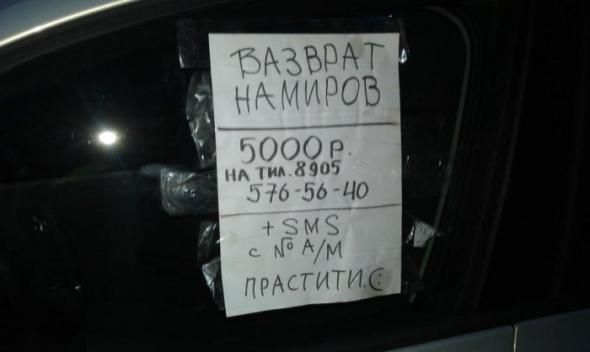 ВАЗВРАТ
НАМИРОВ
5000 Р.
НА ТИЛ. 8905
576-56-40
+ SMS
с № А/М
ПРАСТИТИ.:(